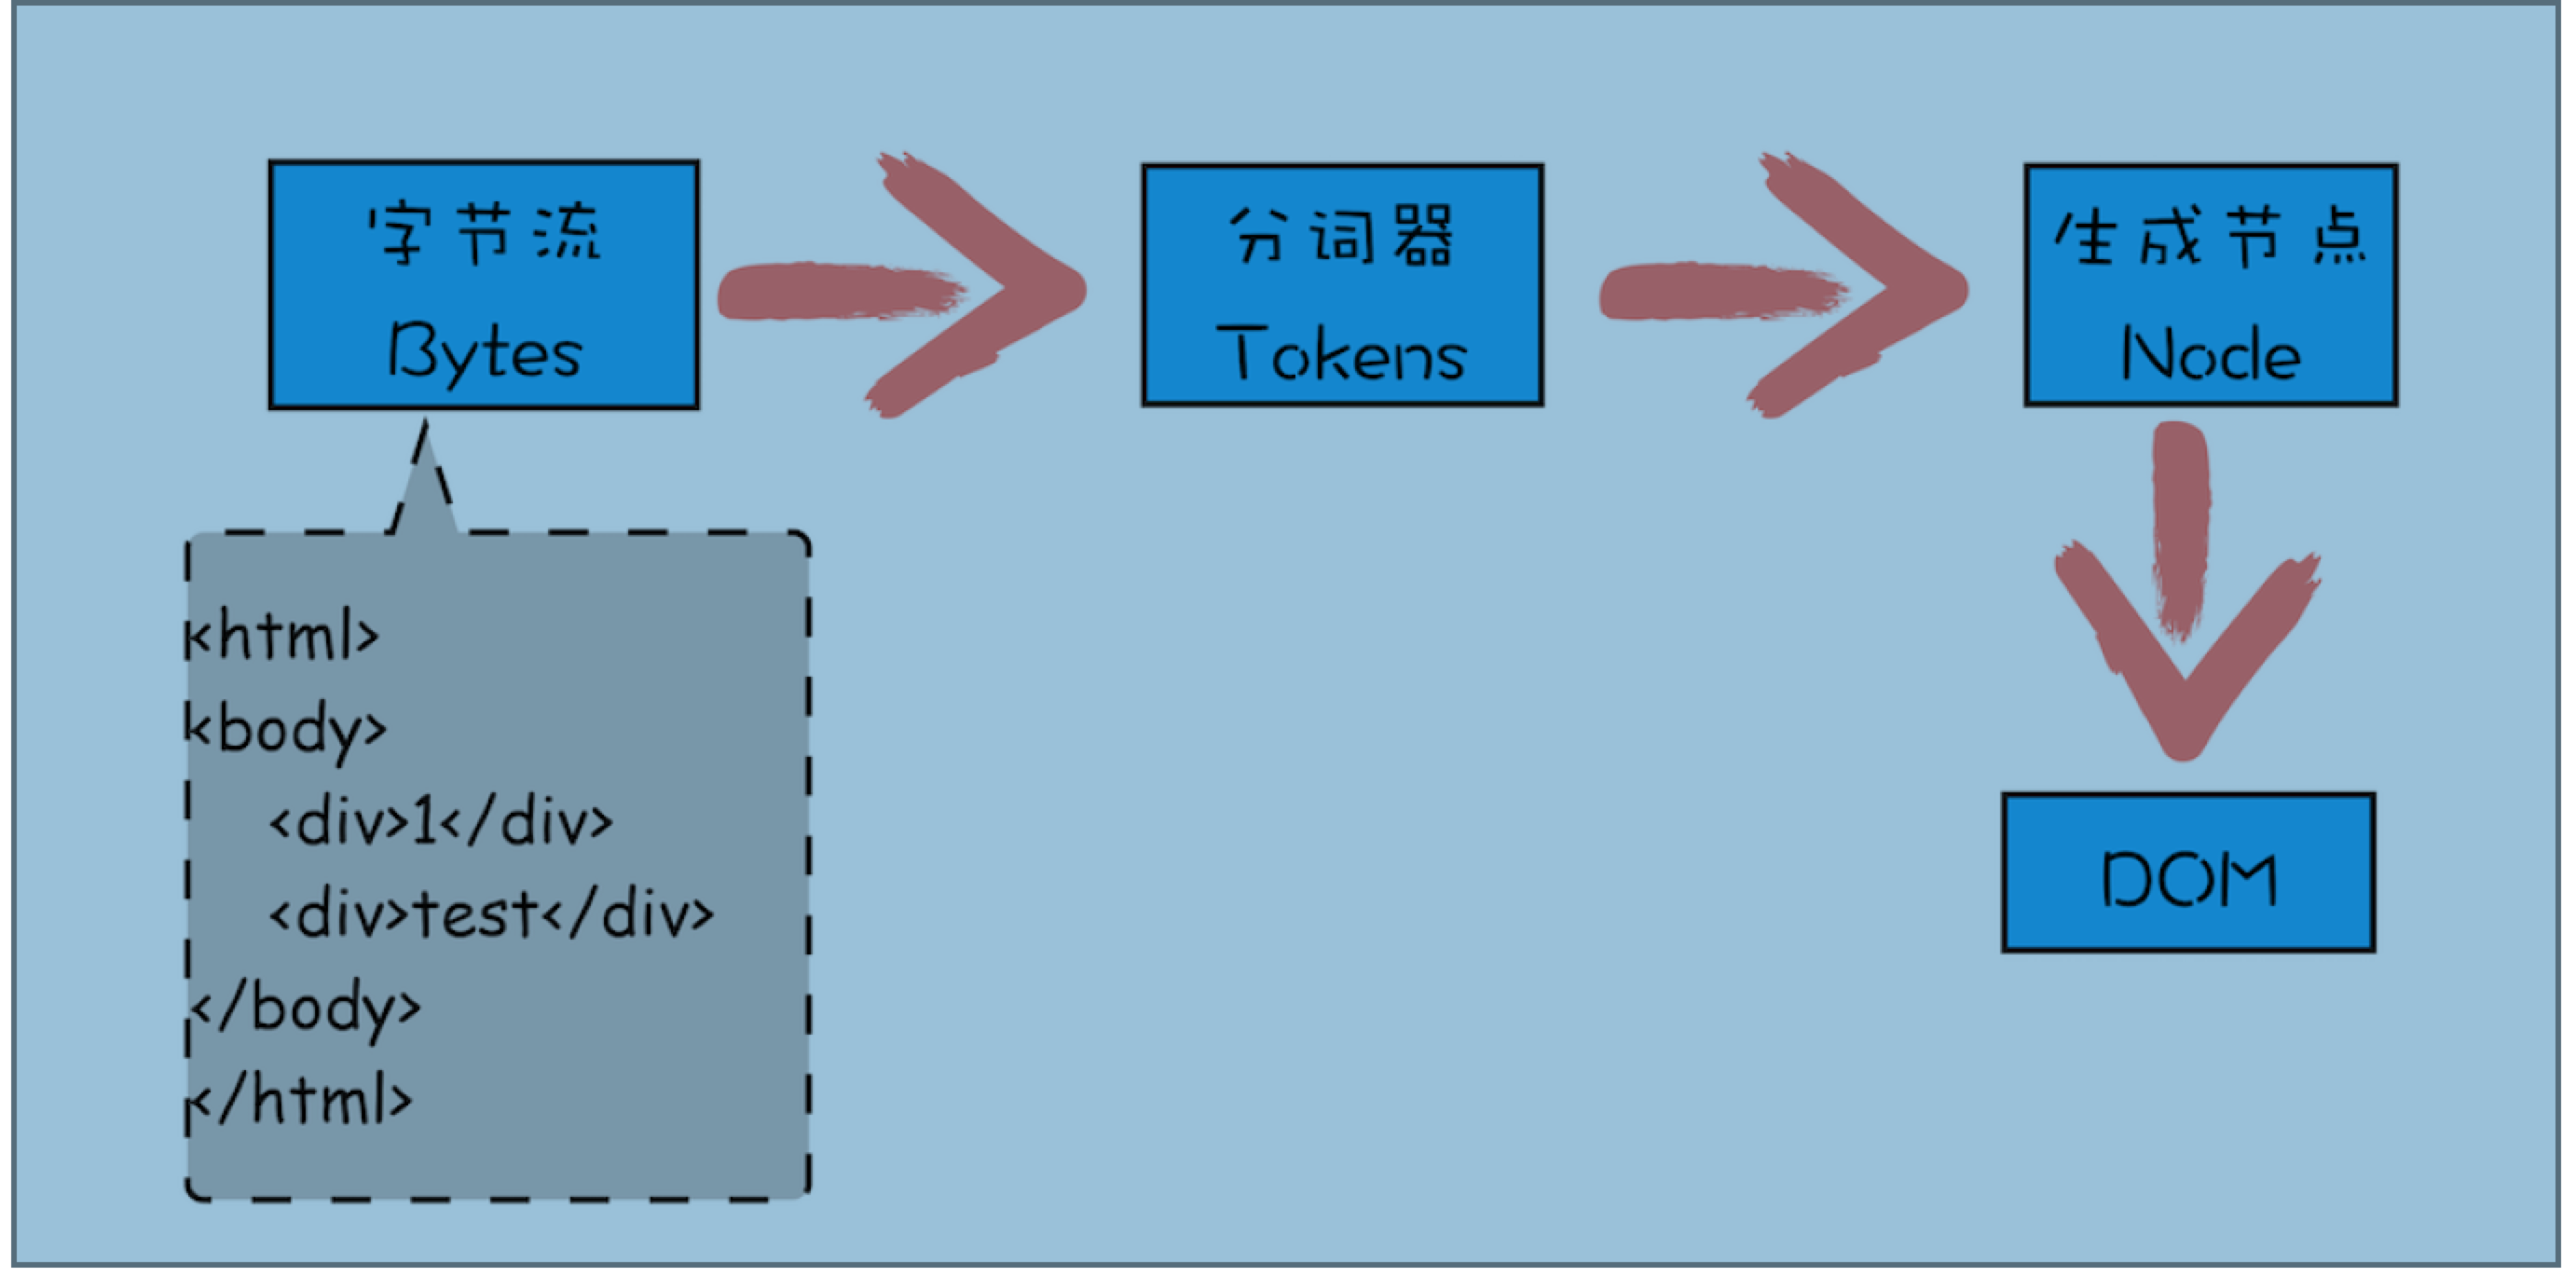 字节流
Bytes
分词器
Tokens
生成节点
Node
<html>
<body>
<div>1</div>
<div>test</div>
</body>
</html>
DOM